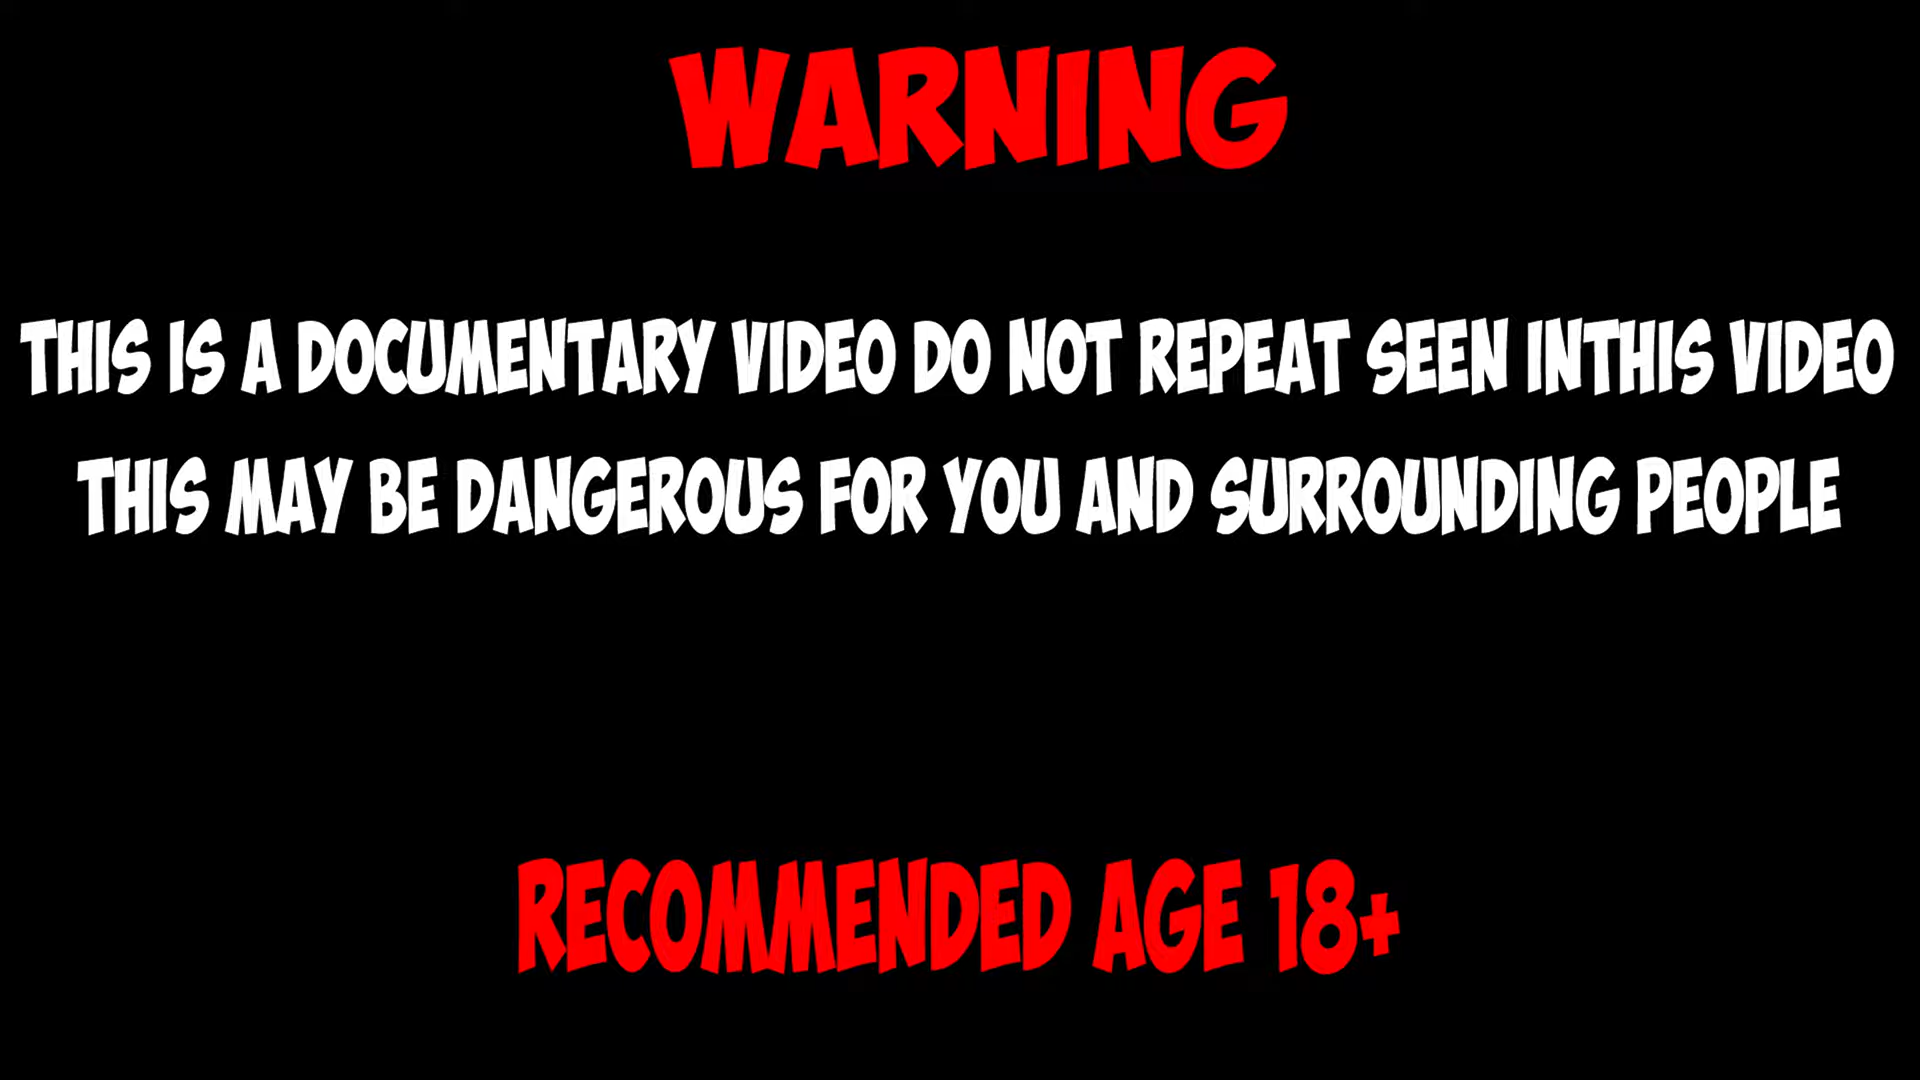 WARNING
THIS IS A DOCUMENTARY VIDEO DO NOT REPEAT SEEN INTHIS VIDEO
THIS MAY BE DANGEROUS FOR YOU AND SURROUNDING PEOPLE
RECOMMENDED AGE 18+